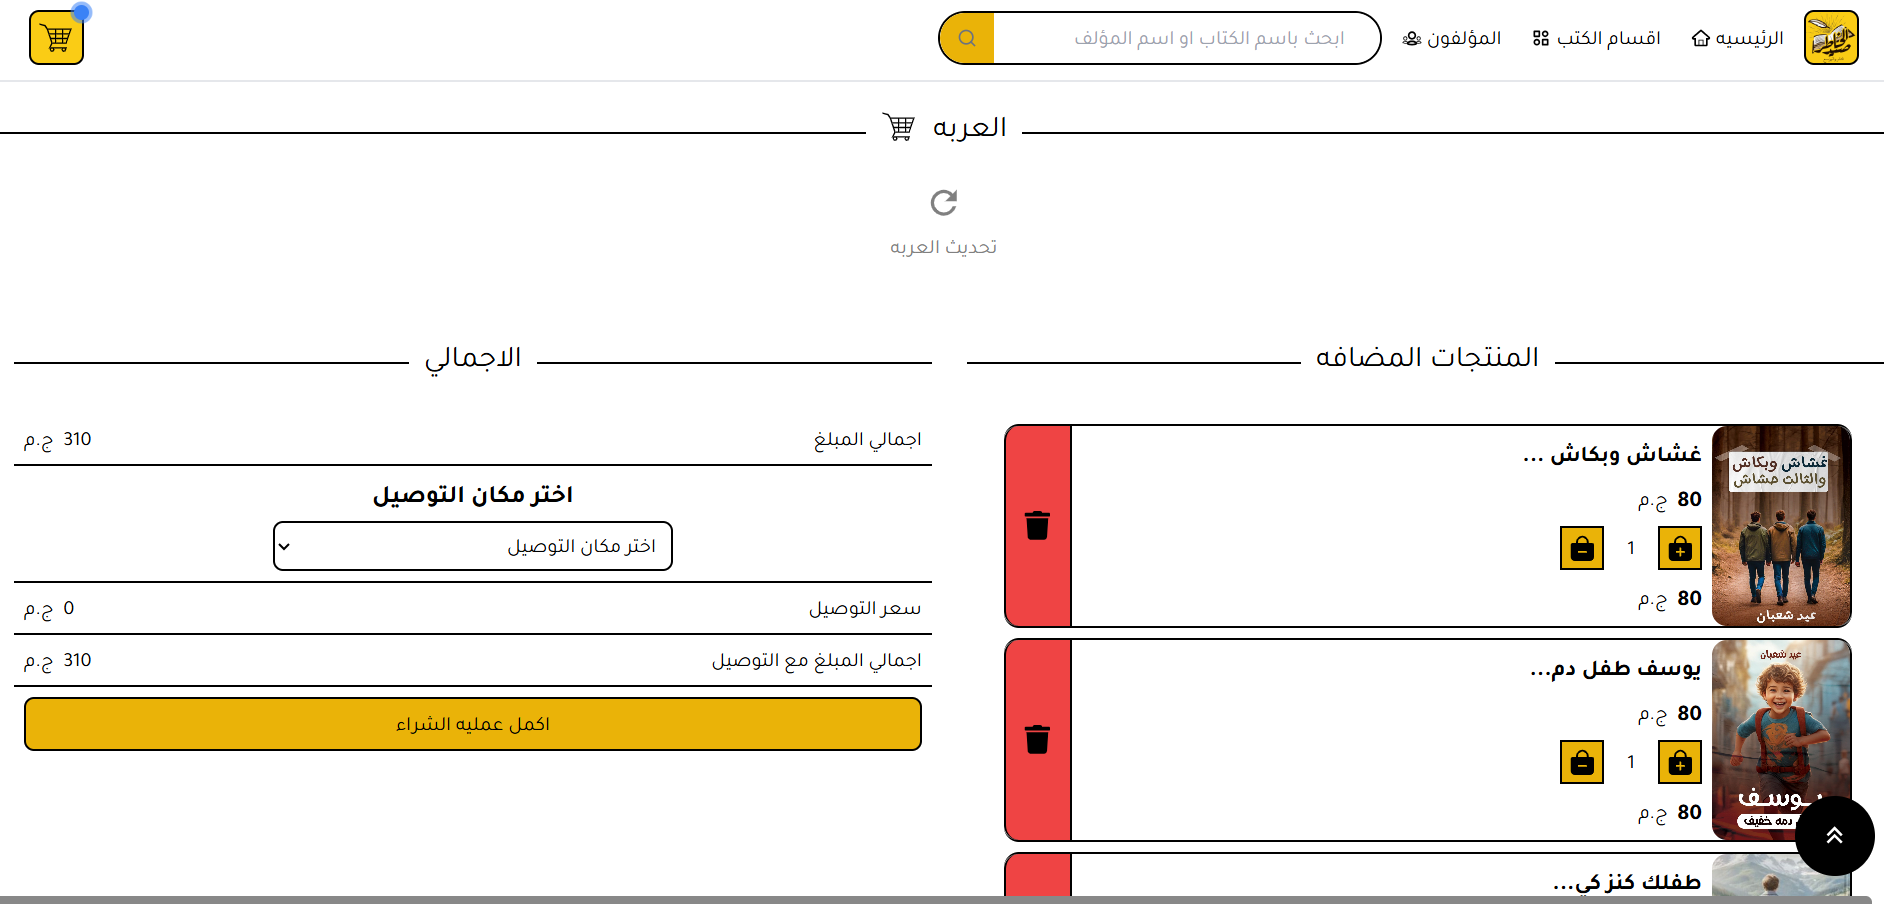 الرئيسيه
اقسام الكتب
المؤلفون
ابحث باسم الكتاب او اسم المؤلف
العربه
تحديث العربه
المنتجات المضافه
غشاش وبكاش ...
80 ج.م
1
80 ج.م
غشاش وبكاش
والثالث حشاش
عيد شعبان
يوسف طفل دم...
80 ج.م
1
80 ج.م
عيد شعبان
يوسف
دمه خفيف
طفلك كنز كي...
الاجمالي
اجمالي المبلغ
310 ج.م
اختر مكان التوصيل
اختر مكان التوصيل
سعر التوصيل
0 ج.م
اجمالي المبلغ مع التوصيل
310 ج.م
اكمل عمليه الشراء